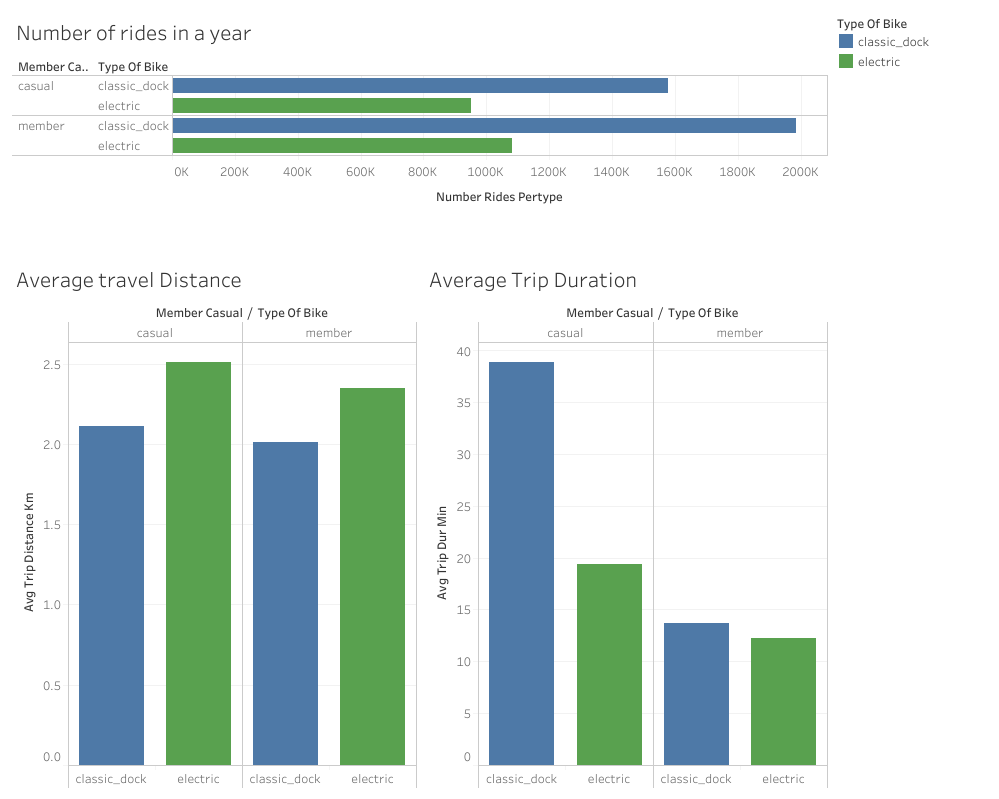 Number of rides in a year
Type Of Bike
classic_dock
electric
Member Ca.. Type Of Bike
casual classic_dock
electric
member classic_dock
electric
0K 200K 400K 600K 800K 1000K 1200K 1400K 1600K 1800K 2000K
Number Rides Pertype
Average travel Distance
Member Casual / Type Of Bike
casual member
2.5
2.0
1.5
1.0
0.5
0.0
Avg Trip Distance Km
classic_dock electric classic_dock electric
Average Trip Duration
Member Casual / Type Of Bike
casual member
40
35
30
25
20
15
10
5
0
Avg Trip Dur Min
classic_dock electric classic_dock electric